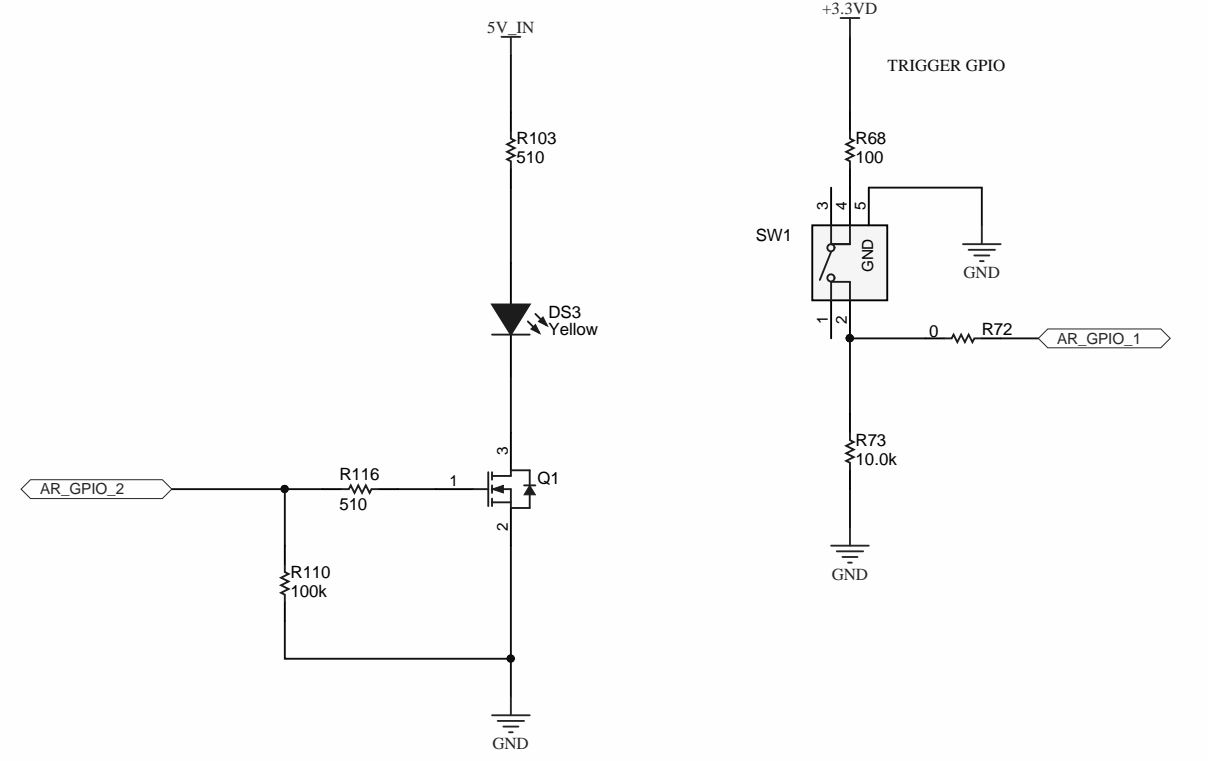 5V_IN
R103
510
DS3
Yellow
3
Q1
1
2
AR_GPIO_2
R116
510
R110
100k
GND
+3.3VD
TRIGGER GPIO
R68
100
3
4
5
SW1
GND
GND
1
2
0
R72
AR_GPIO_1
R73
10.0k
GND